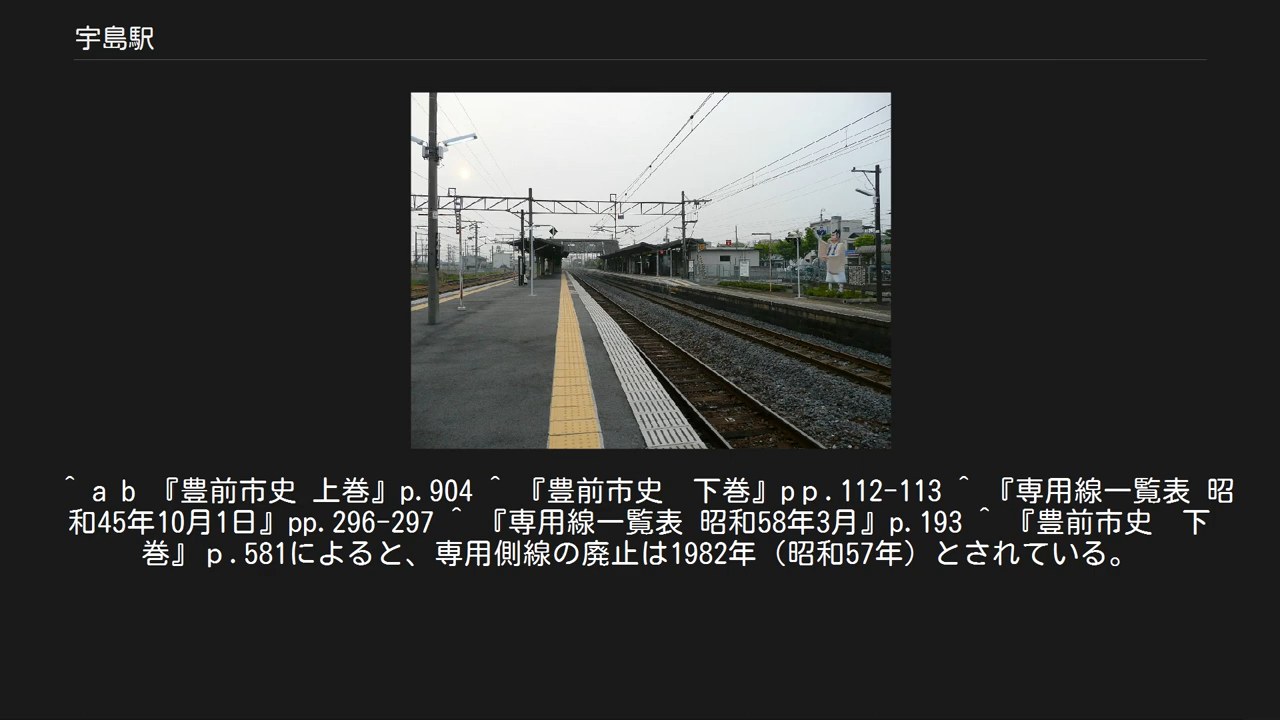 宇島駅
^ a b 『豊前市史 上巻』p.904 ^ 『豊前市史　下巻』pｐ.112-113 ^ 『専用線一覧表 昭
和45年10月1日』pp.296-297 ^ 『専用線一覧表 昭和58年3月』p.193 ^ 『豊前市史　下
巻』ｐ.581によると、専用側線の廃止は1982年（昭和57年）とされている。